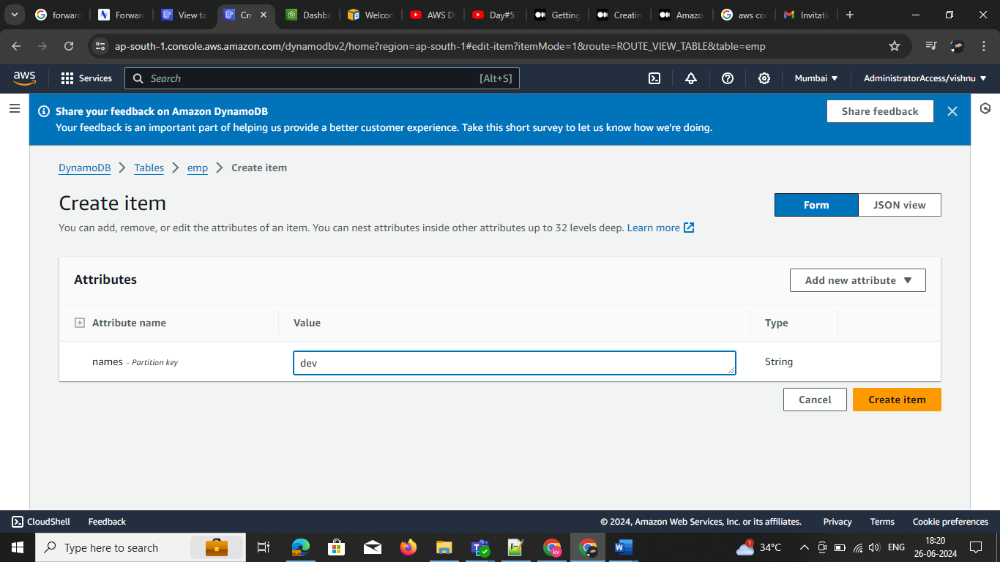 forward
Forward
View ta
Cre
Dashbo
Welcon
AWS D
Day#5
Getting
Creatin
Amazo
aws co
Invitati
ap-south-1.console.aws.amazon.com/dynamodbv2/home?region=ap-south-1#edit-item?itemMode=1&route=ROUTE_VIEW_TABLE&table=emp
aws
Services
Search
[Alt+S]
Mumbai
AdministratorAccess/vishnu
Share your feedback on Amazon DynamoDB
Your feedback is an important part of helping us provide a better customer experience. Take this short survey to let us know how we're doing.
Share feedback
DynamoDB
Tables
emp
Create item
Create item
Form
JSON view
You can add, remove, or edit the attributes of an item. You can nest attributes inside other attributes up to 32 levels deep. Learn more
Attributes
Add new attribute
Attribute name
Value
Type
names - Partition key
dev
String
Cancel
Create item
CloudShell
Feedback
© 2024, Amazon Web Services, Inc. or its affiliates.
Privacy
Terms
Cookie preferences
Type here to search
kv
1
34°C
ENG
18:20
26-06-2024